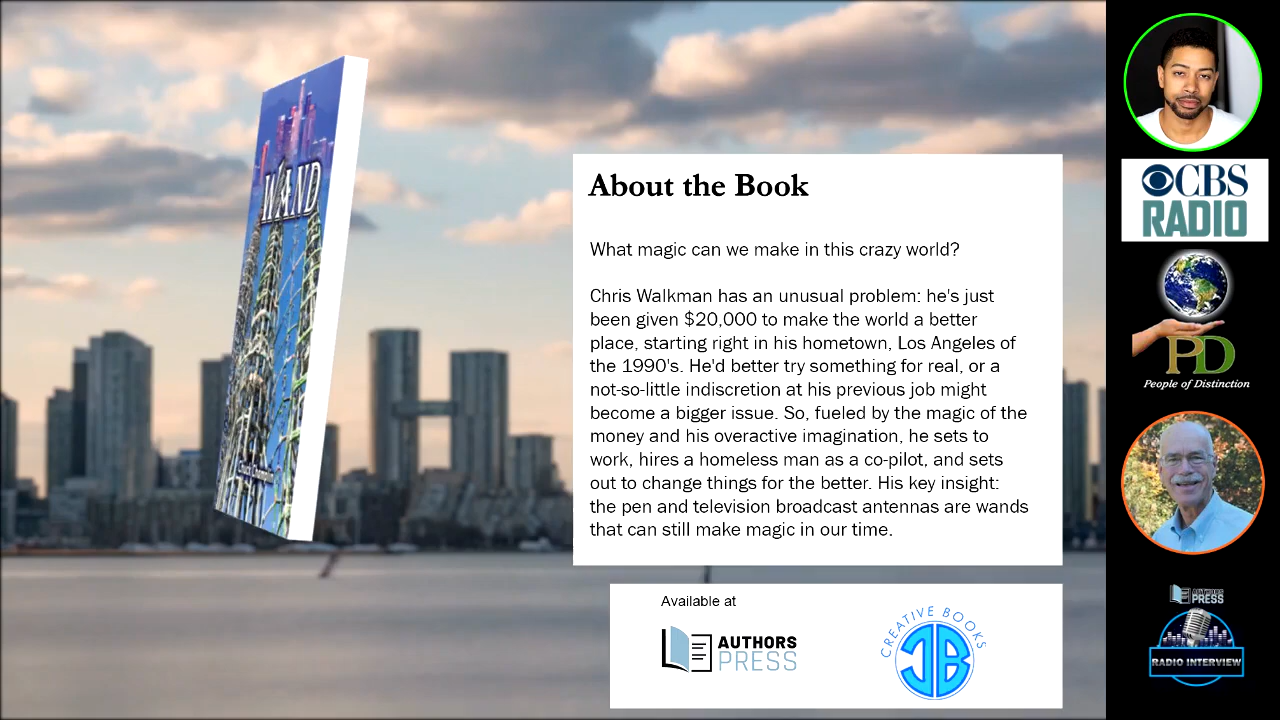 WAND
About the Book
What magic can we make in this crazy world?
Chris Walkman has an unusual problem: he's just
been given $20,000 to make the world a better
place, starting right in his hometown, Los Angeles of
the 1990's. He'd better try something for real, or a
not-so-little indiscretion at his previous job might
become a bigger issue. So, fueled by the magic of the
money and his overactive imagination, he sets to
work, hires a homeless man as a co-pilot, and sets
out to change things for the better. His key insight:
the pen and television broadcast antennas are wands
that can still make magic in our time.
Available at
AUTHORS
PRESS
CREATIVE BOOKS
CB
CBS
RADIO
PD
People of Distinction
AUTHORS
PRESS
RADIO INTERVIEW